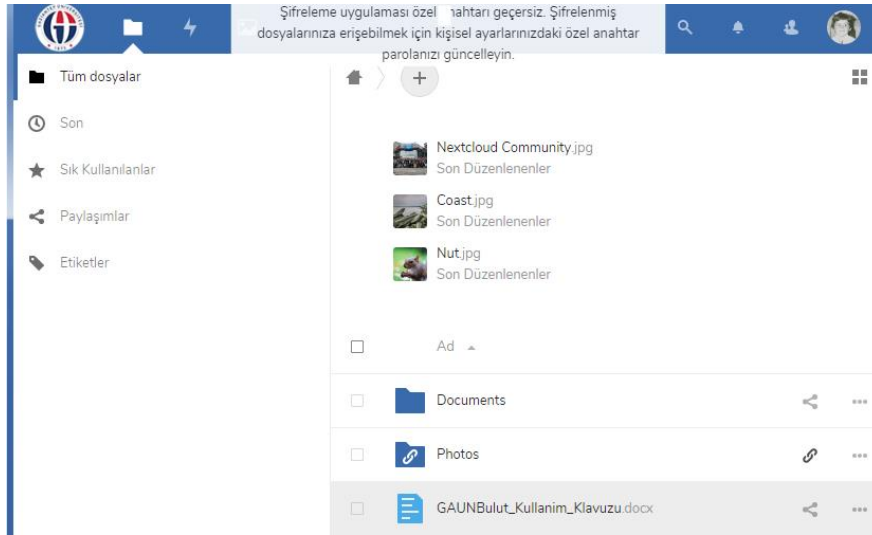 Şifreleme uygulaması özel nahtarı geçersiz. Şifrelenmiş
dosyalarınıza erişebilmek için kişisel ayarlarınızdaki özel anahtar
parolanızı güncelleyin.
Tüm dosyalar
Son
Sık Kullanılanlar
Paylaşımlar
Etiketler
Nextcloud Community.jpg
Son Düzenlenenler
Coast.jpg
Son Düzenlenenler
Nut.jpg
Son Düzenlenenler
Ad
Documents
Photos
GAUNBulut_Kullanim_Klavuzu.docx